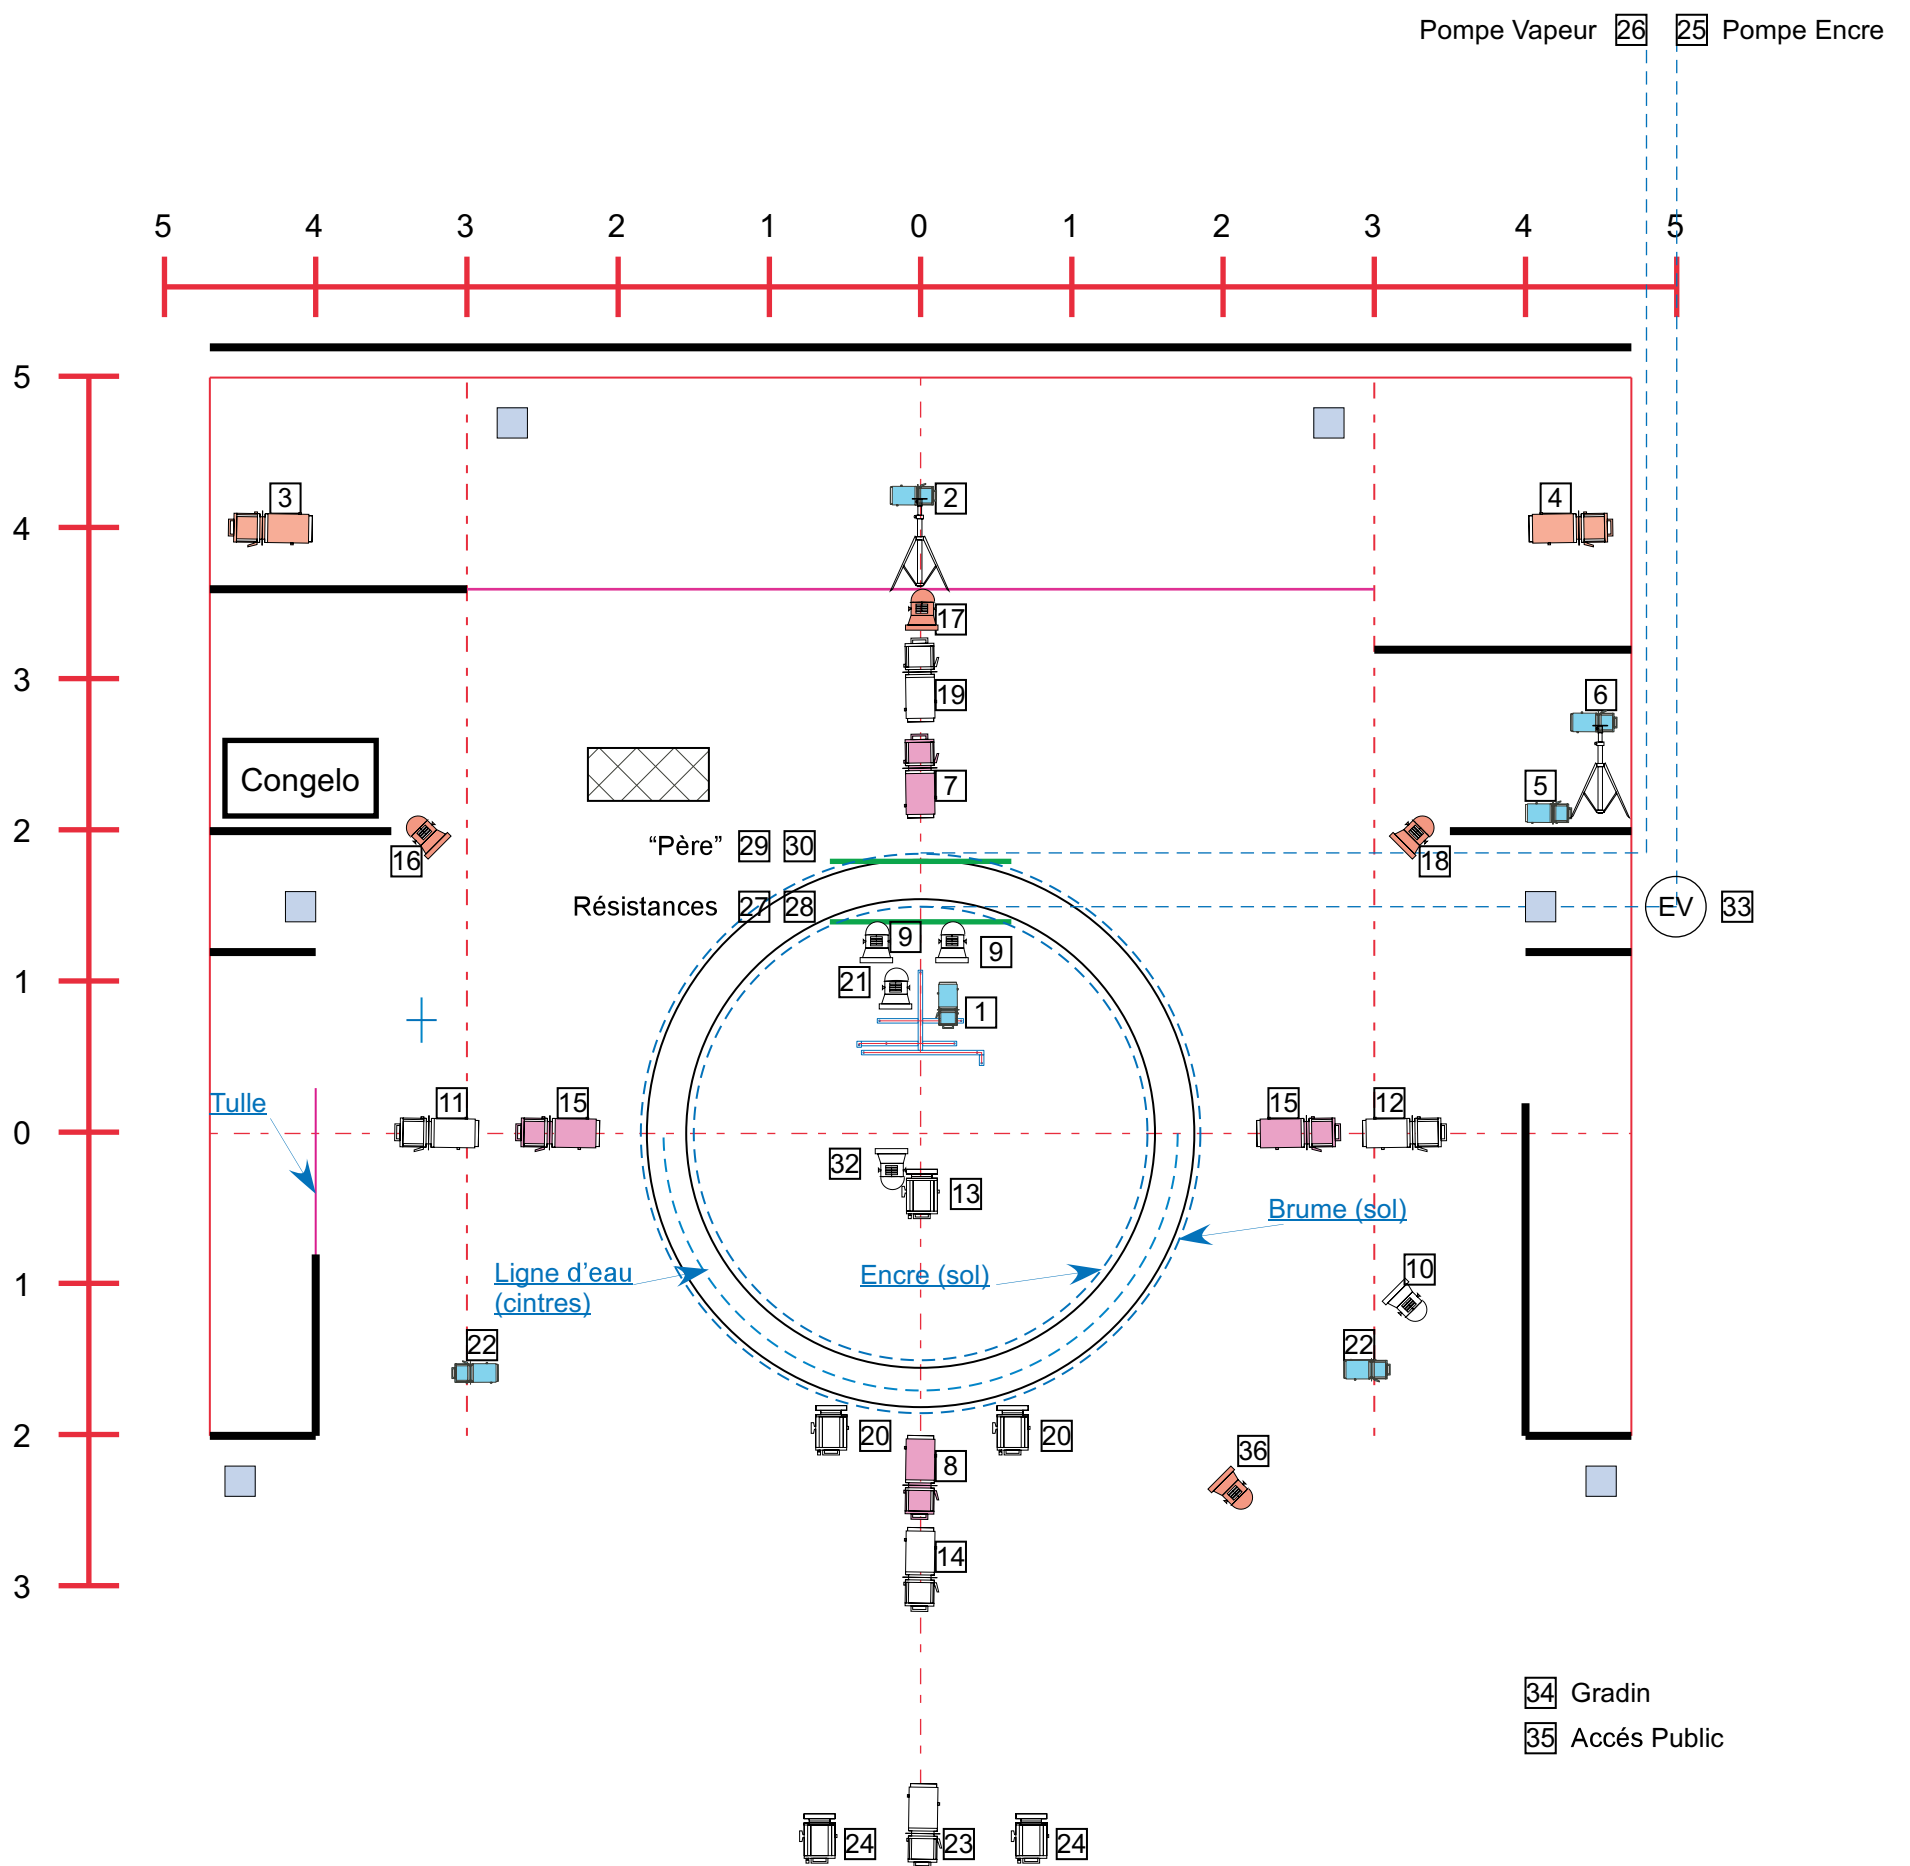 Pompe Vapeur 26 25 Pompe Encre
5 4 3 2 1 0 1 2 3 4 5
5
3 2 4
4
17
3 19 6
Congelo 7 5
2 “Père” 29 30 16 18
Résistances 27 28 EV 33
9 9
1 21 1
Tulle 11 15 15 12
0
32 13
Brume (sol)
Ligne d’eau Encre (sol) 10
(cintres)
1
22 22
2 20 20 36
8
14
3
34 Gradin
35 Accés Public
24 23 24